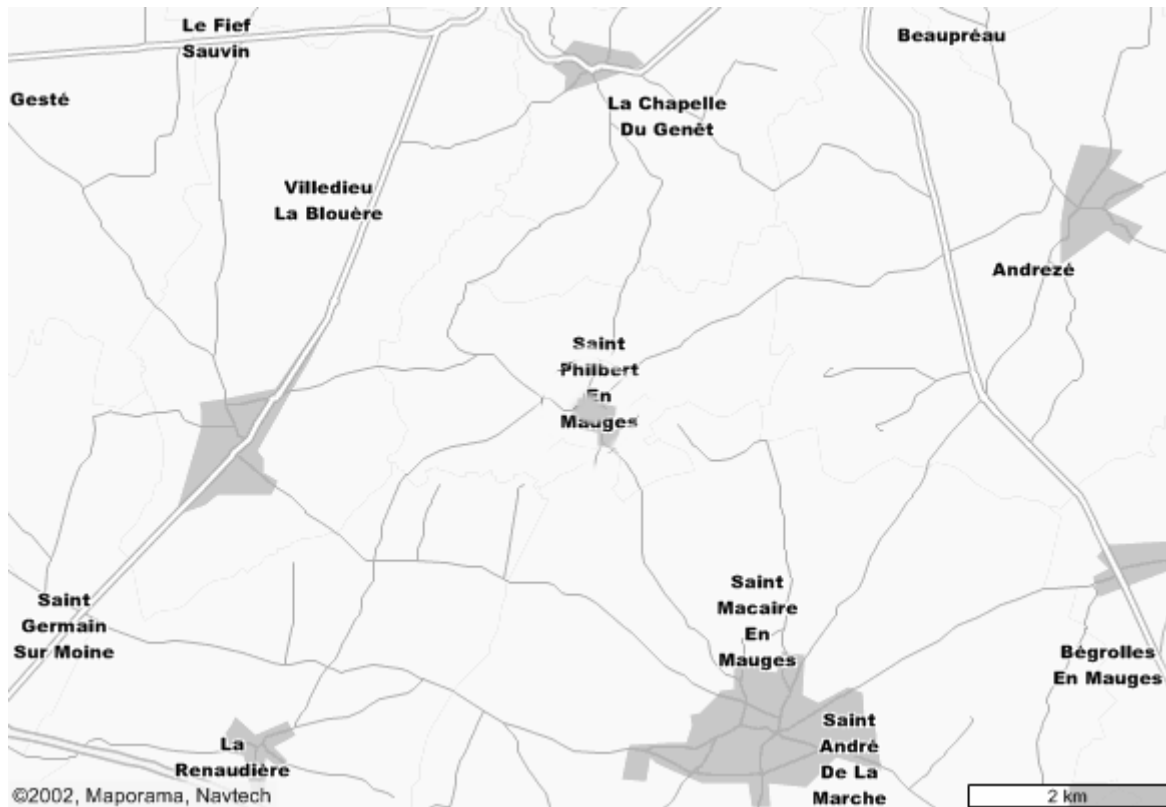 Le Fief
Sauvin
Beaupréau
Gesté
La Chapelle
Du Genêt
Villedieu
La Blouère
Andrezé
Saint
Philbert
En
Mauges
Saint
Macaire
En
Mauges
Saint
Germain
Sur Moine
Bégrolles
En Mauges
Saint
André
De La
Marche
La
Renaudière
©2002, Maporama, Navtech
2 km